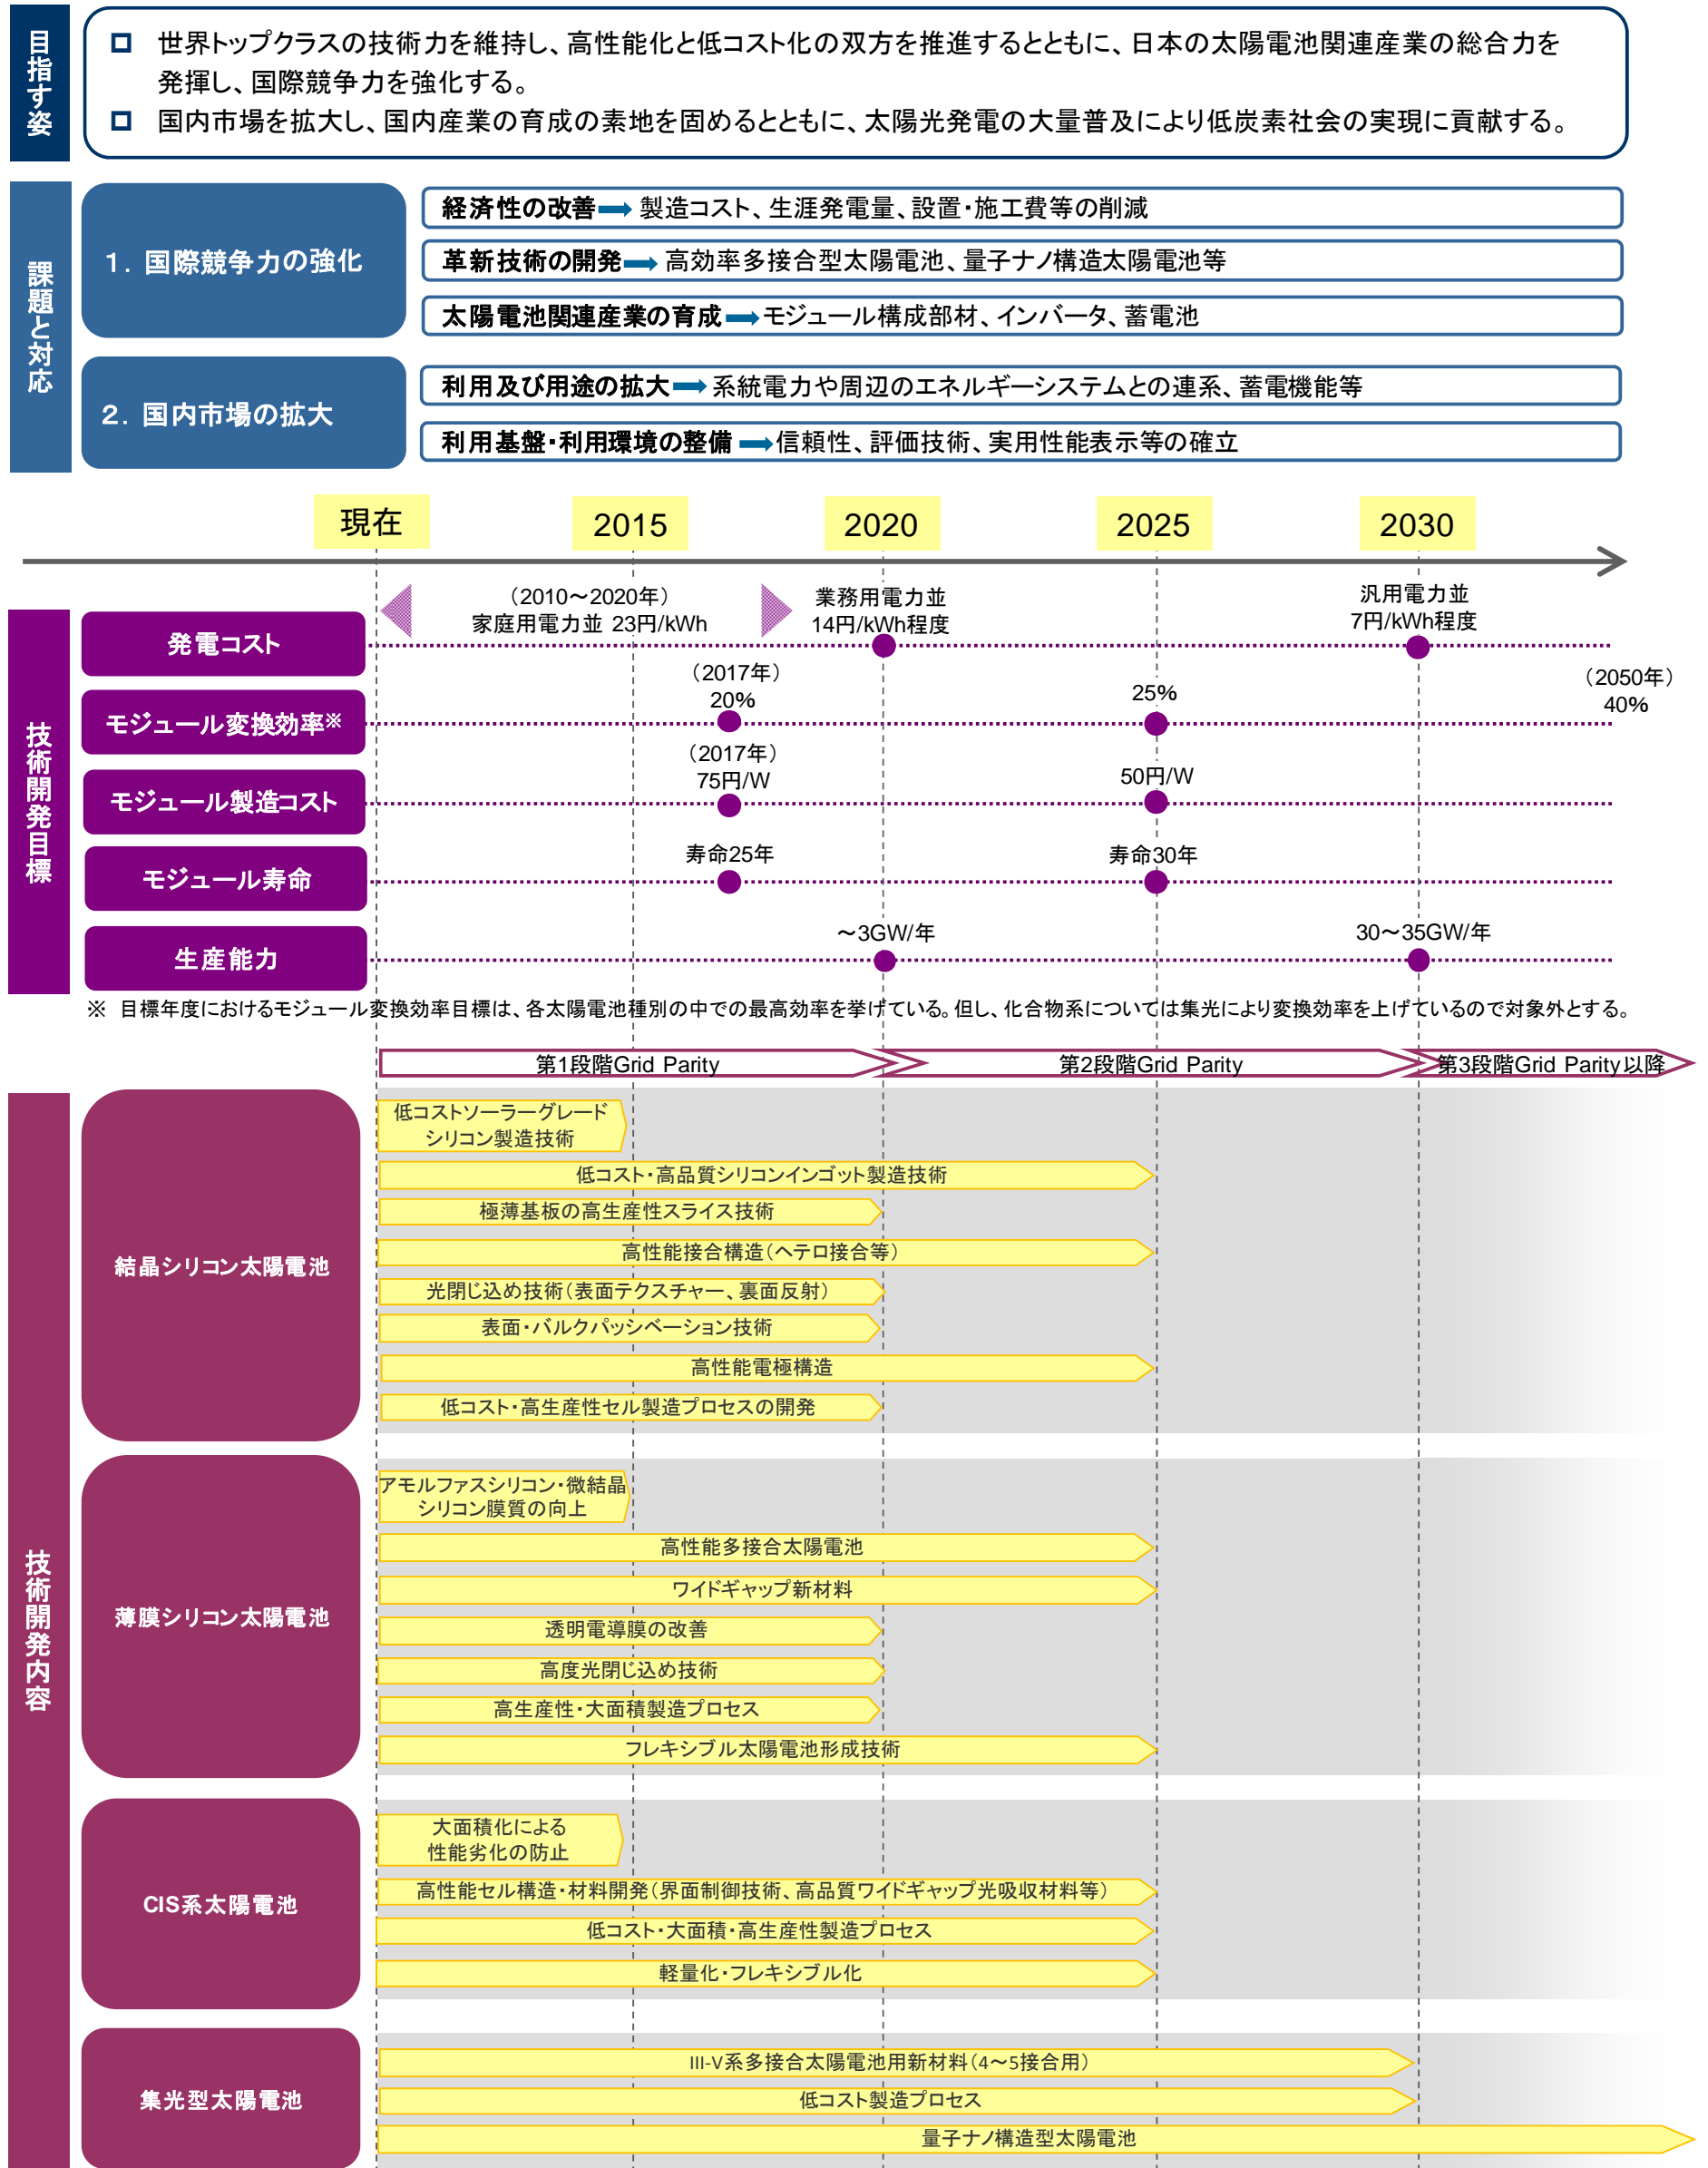 目指す姿
□ 世界トップクラスの技術力を維持し、高性能化と低コスト化の双方を推進するとともに、日本の太陽電池関連産業の総合力を
発揮し、国際競争力を強化する。
□ 国内市場を拡大し、国内産業の育成の素地を固めるとともに、太陽光発電の大量普及により低炭素社会の実現に貢献する。
課題と対応
1. 国際競争力の強化
経済性の改善 → 製造コスト、生涯発電量、設置・施工費等の削減
革新技術の開発 → 高効率多接合型太陽電池、量子ナノ構造太陽電池等
太陽電池関連産業の育成 → モジュール構成部材、インバータ、蓄電池
2. 国内市場の拡大
利用及び用途の拡大 → 系統電力や周辺のエネルギーシステムとの連系、蓄電機能等
利用基盤・利用環境の整備 → 信頼性、評価技術、実用性能表示等の確立
現在 2015 2020 2025 2030
技術開発目標
発電コスト
(2010～2020年)
家庭用電力並 23円/kWh
業務用電力並
14円/kWh程度
汎用電力並
7円/kWh程度
モジュール変換効率※
(2017年)
20%
25%
(2050年)
40%
モジュール製造コスト
(2017年)
75円/W
50円/W
モジュール寿命
寿命25年
寿命30年
生産能力
～3GW/年
30～35GW/年
※ 目標年度におけるモジュール変換効率目標は、各太陽電池種別の中での最高効率を挙げている。但し、化合物系については集光により変換効率を上げているので対象外とする。
第1段階Grid Parity 第2段階Grid Parity 第3段階Grid Parity以降
技術開発内容
結晶シリコン太陽電池
低コストソーラーグレード
シリコン製造技術
低コスト・高品質シリコンインゴット製造技術
極薄基板の高生産性スライス技術
高性能接合構造(ヘテロ接合等)
光閉じ込め技術(表面テクスチャー、裏面反射)
表面・バルクパッシベーション技術
高性能電極構造
低コスト・高生産性セル製造プロセスの開発
薄膜シリコン太陽電池
アモルファスシリコン・微結晶
シリコン膜質の向上
高性能多接合太陽電池
ワイドギャップ新材料
透明電導膜の改善
高度光閉じ込め技術
高生産性・大面積製造プロセス
フレキシブル太陽電池形成技術
CIS系太陽電池
大面積化による
性能劣化の防止
高性能セル構造・材料開発(界面制御技術、高品質ワイドギャップ光吸収材料等)
低コスト・大面積・高生産性製造プロセス
軽量化・フレキシブル化
集光型太陽電池
III-V系多接合太陽電池用新材料(4～5接合用)
低コスト製造プロセス
量子ナノ構造型太陽電池